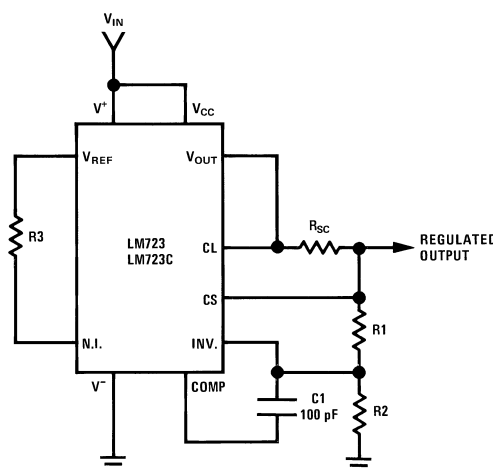 VIN
V+ VCC
VREF VOUT
RSC
R3 LM723 CL REGULATED
LM723C OUTPUT
CS
R1
N.I. INV.
V− COMP C1
100 pF R2